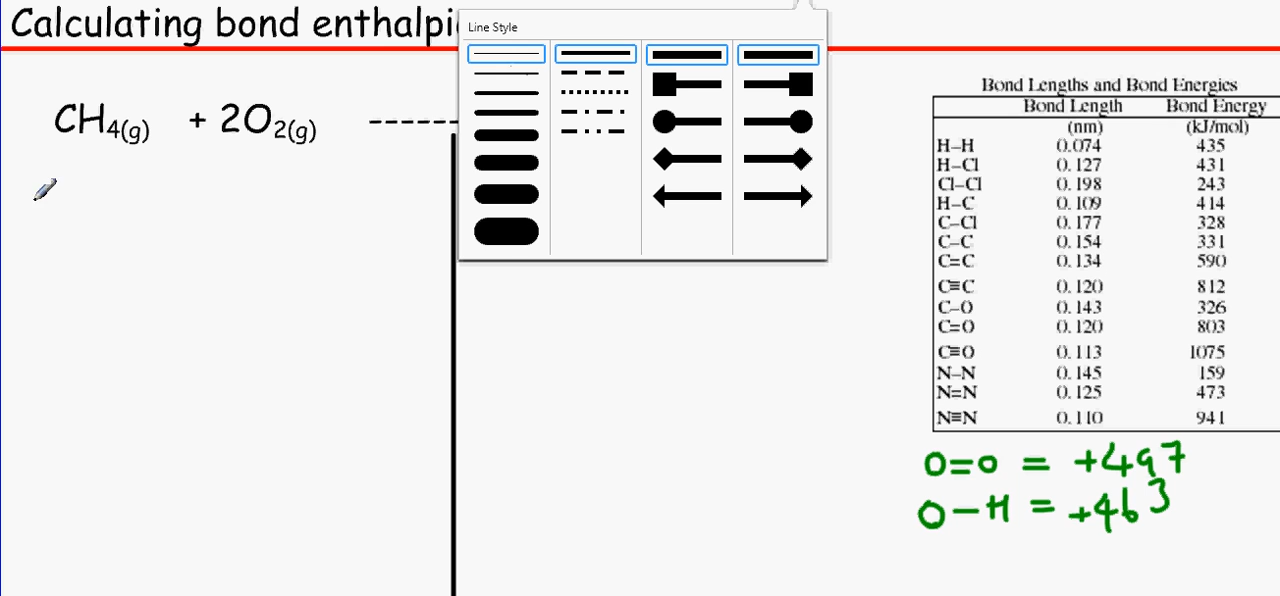 Calculating bond enthalpi
Line Style
CH4(g) + 2O2(g) ------
Bond Lengths and Bond Energies
Bond Length Bond Energy
(nm) (kJ/mol)
H–H 0.074 435
H–Cl 0.127 431
Cl–Cl 0.198 243
H–C 0.109 414
C–Cl 0.177 328
C–C 0.154 331
C=C 0.134 590
C≡C 0.120 812
C–O 0.143 326
C=O 0.120 803
C≡O 0.113 1075
N–N 0.145 159
N=N 0.125 473
N≡N 0.110 941
O=O = +497
O–H = +463